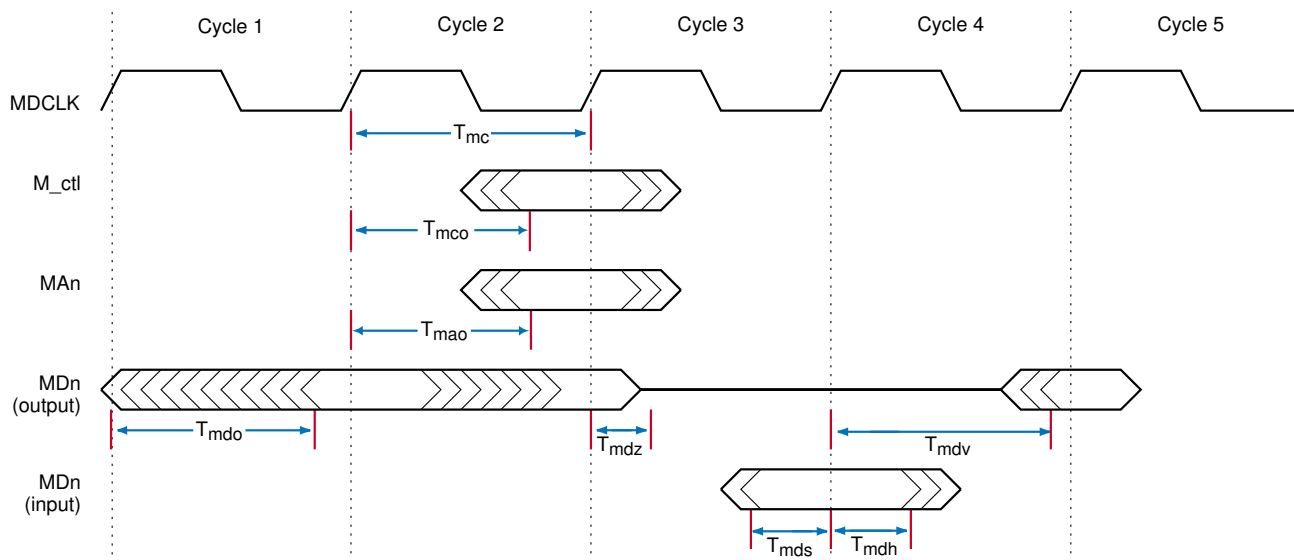 Cycle 1 Cycle 2 Cycle 3 Cycle 4 Cycle 5
MDCLK
Tmc
M_ctl
Tmco
MAn
Tmao
MDn
(output)
Tmdo Tmdz Tmdv
MDn
(input)
Tmds Tmdh